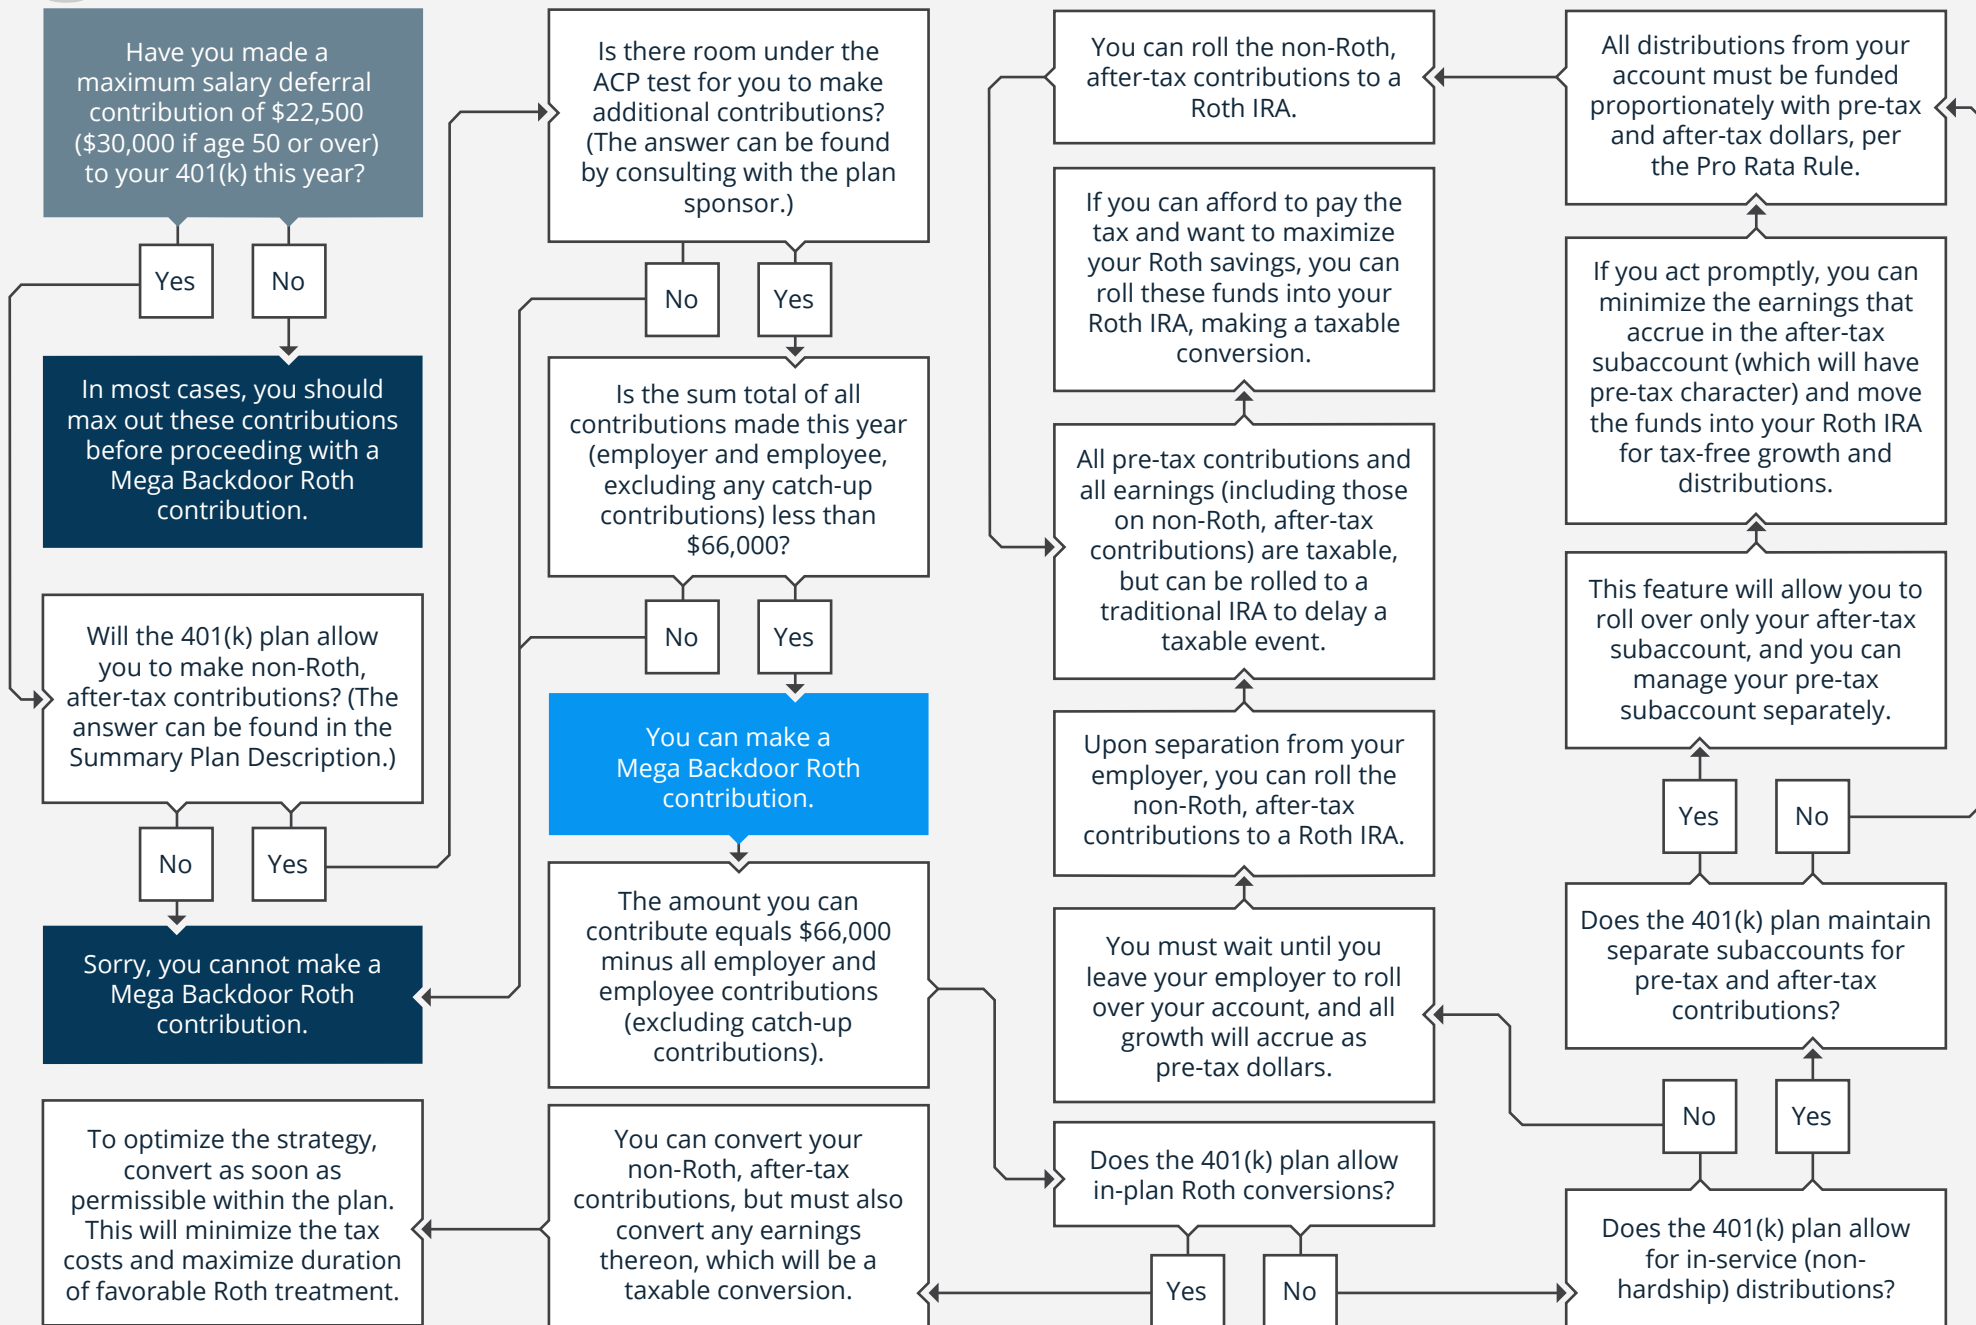 Have you made a
maximum salary deferral
contribution of $22,500
($30,000 if age 50 or over)
to your 401(k) this year?
Yes
No
In most cases, you should
max out these contributions
before proceeding with a
Mega Backdoor Roth
contribution.
Will the 401(k) plan allow
you to make non-Roth,
after-tax contributions? (The
answer can be found in the
Summary Plan Description.)
No
Yes
Sorry, you cannot make a
Mega Backdoor Roth
contribution.
Is there room under the
ACP test for you to make
additional contributions?
(The answer can be found
by consulting with the plan
sponsor.)
No
Yes
Is the sum total of all
contributions made this year
(employer and employee,
excluding any catch-up
contributions) less than
$66,000?
No
Yes
You can make a
Mega Backdoor Roth
contribution.
The amount you can
contribute equals $66,000
minus all employer and
employee contributions
(excluding catch-up
contributions).
Does the 401(k) plan allow
in-plan Roth conversions?
Yes
No
You can convert your
non-Roth, after-tax
contributions, but must also
convert any earnings
thereon, which will be a
taxable conversion.
To optimize the strategy,
convert as soon as
permissible within the plan.
This will minimize the tax
costs and maximize duration
of favorable Roth treatment.
Does the 401(k) plan allow
for in-service (non-
hardship) distributions?
No
Yes
You must wait until you
leave your employer to roll
over your account, and all
growth will accrue as
pre-tax dollars.
Upon separation from your
employer, you can roll the
non-Roth, after-tax
contributions to a Roth IRA.
Does the 401(k) plan maintain
separate subaccounts for
pre-tax and after-tax
contributions?
Yes
No
This feature will allow you to
roll over only your after-tax
subaccount, and you can
manage your pre-tax
subaccount separately.
If you act promptly, you can
minimize the earnings that
accrue in the after-tax
subaccount (which will have
pre-tax character) and move
the funds into your Roth IRA
for tax-free growth and
distributions.
All distributions from your
account must be funded
proportionately with pre-tax
and after-tax dollars, per
the Pro Rata Rule.
You can roll the non-Roth,
after-tax contributions to a
Roth IRA.
All pre-tax contributions and
all earnings (including those
on non-Roth, after-tax
contributions) are taxable,
but can be rolled to a
traditional IRA to delay a
taxable event.
If you can afford to pay the
tax and want to maximize
your Roth savings, you can
roll these funds into your
Roth IRA, making a taxable
conversion.